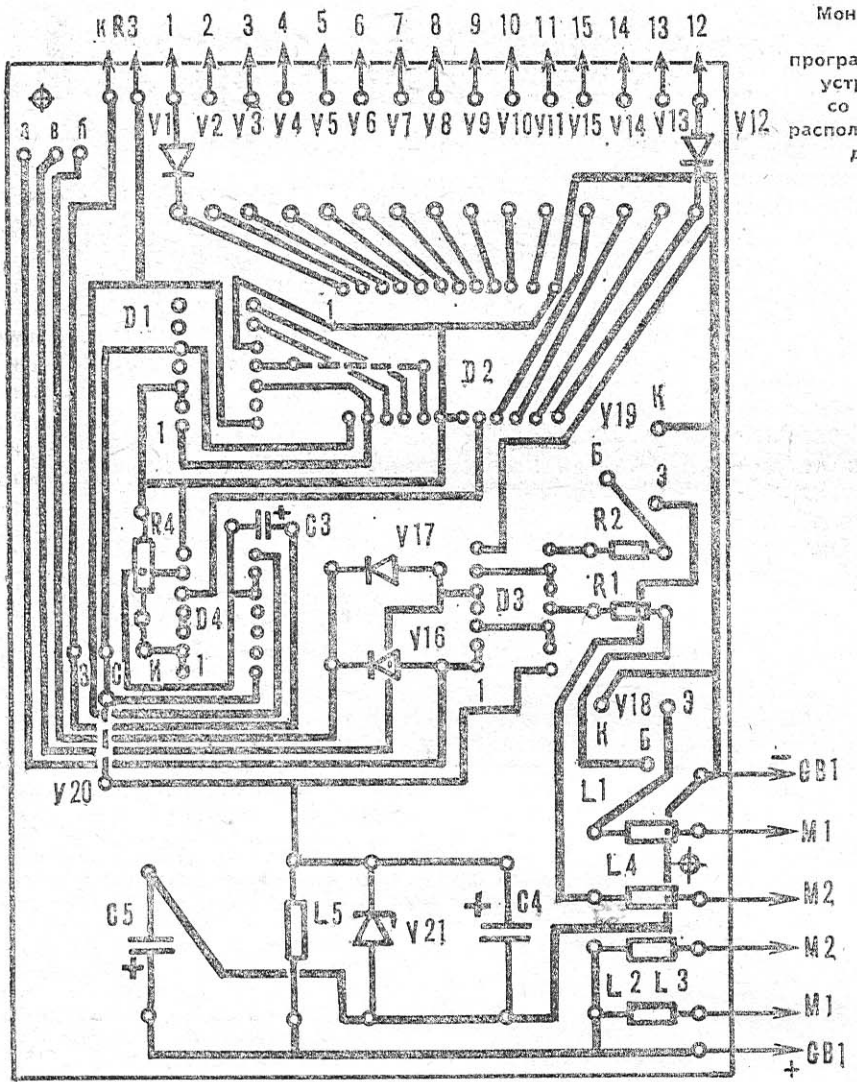 Мон
програ
устр
со
распол
д
К R3 1 2 3 4 5 6 7 8 9 10 11 15 14 13 12
V1 V2 V3 V4 V5 V6 V7 V8 V9 V10 V11 V15 V14 V13 V12
а в б
D1
1
D2
1
V19 К
Б
Э
R4
+ C3
V17
R2
D3
R1
D4
V16
З С И 1
1
V18 Э
К
Б
V20
L1
- GB1
M1
L4
M2
C5
+
L5
V21
+ C4
M2
L2 L3
M1
GB1
+